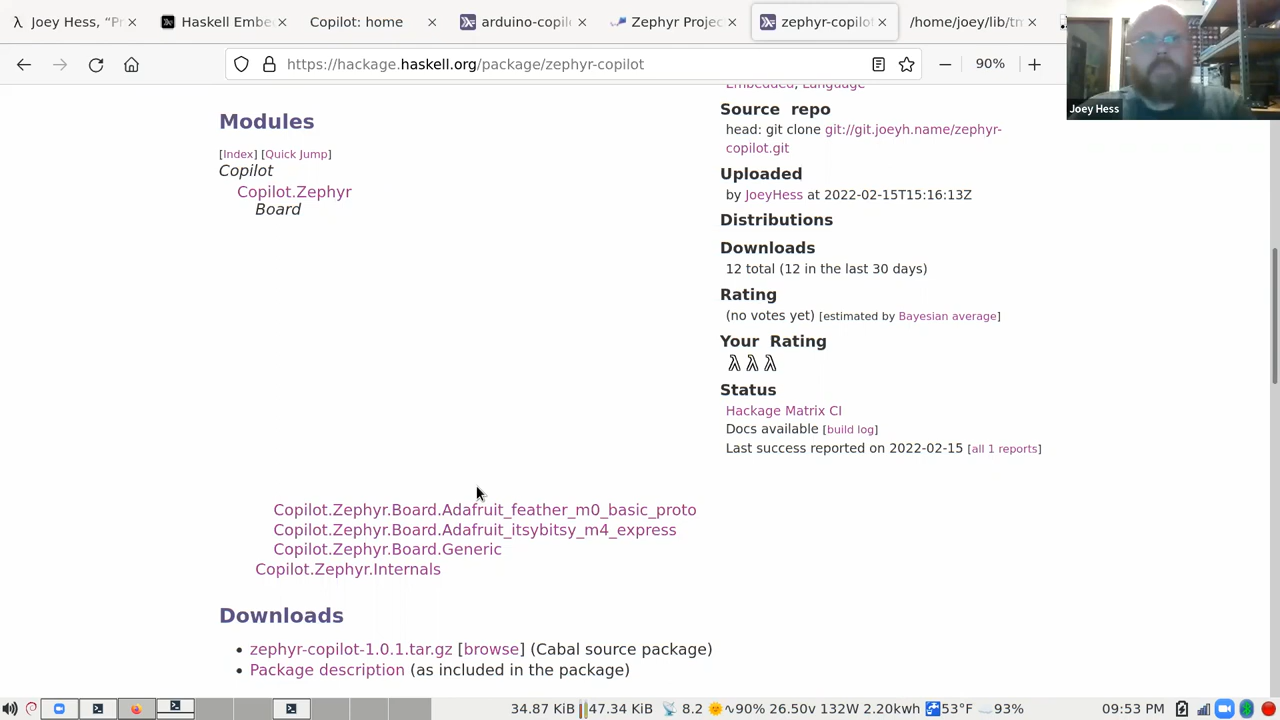 Joey Hess, “Pr
Haskell Embe
Copilot: home
arduino-copil
Zephyr Projec
zephyr-copilot
/home/joey/lib/tm
https://hackage.haskell.org/package/zephyr-copilot
90%
Joey Hess
Embedded, Language
Modules
[Index] [Quick Jump]
Copilot
Copilot.Zephyr
Board
Copilot.Zephyr.Board.Adafruit_feather_m0_basic_proto
Copilot.Zephyr.Board.Adafruit_itsybitsy_m4_express
Copilot.Zephyr.Board.Generic
Copilot.Zephyr.Internals
Downloads
• zephyr-copilot-1.0.1.tar.gz [browse] (Cabal source package)
• Package description (as included in the package)
Source repo
head: git clone git://git.joeyh.name/zephyr-
copilot.git
Uploaded
by JoeyHess at 2022-02-15T15:16:13Z
Distributions
Downloads
12 total (12 in the last 30 days)
Rating
(no votes yet) [estimated by Bayesian average]
Your Rating
λ λ λ
Status
Hackage Matrix CI
Docs available [build log]
Last success reported on 2022-02-15 [all 1 reports]
34.87 KiB 47.34 KiB 8.2 90% 26.50v 132W 2.20kwh 53°F 93% 09:53 PM